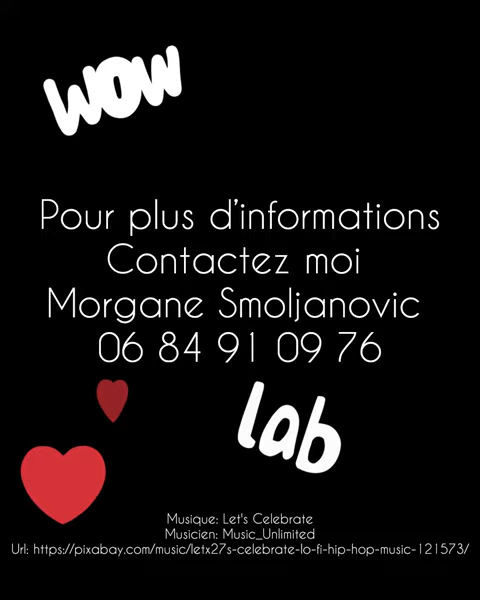 WOW
Pour plus d'informations
Contactez moi
Morgane Smoljanovic
06 84 91 09 76
lab
Musique: Let's Celebrate
Musicien: Music_Unlimited
Url: https://pixabay.com/music/letx27s-celebrate-lo-fi-hip-hop-music-121573/